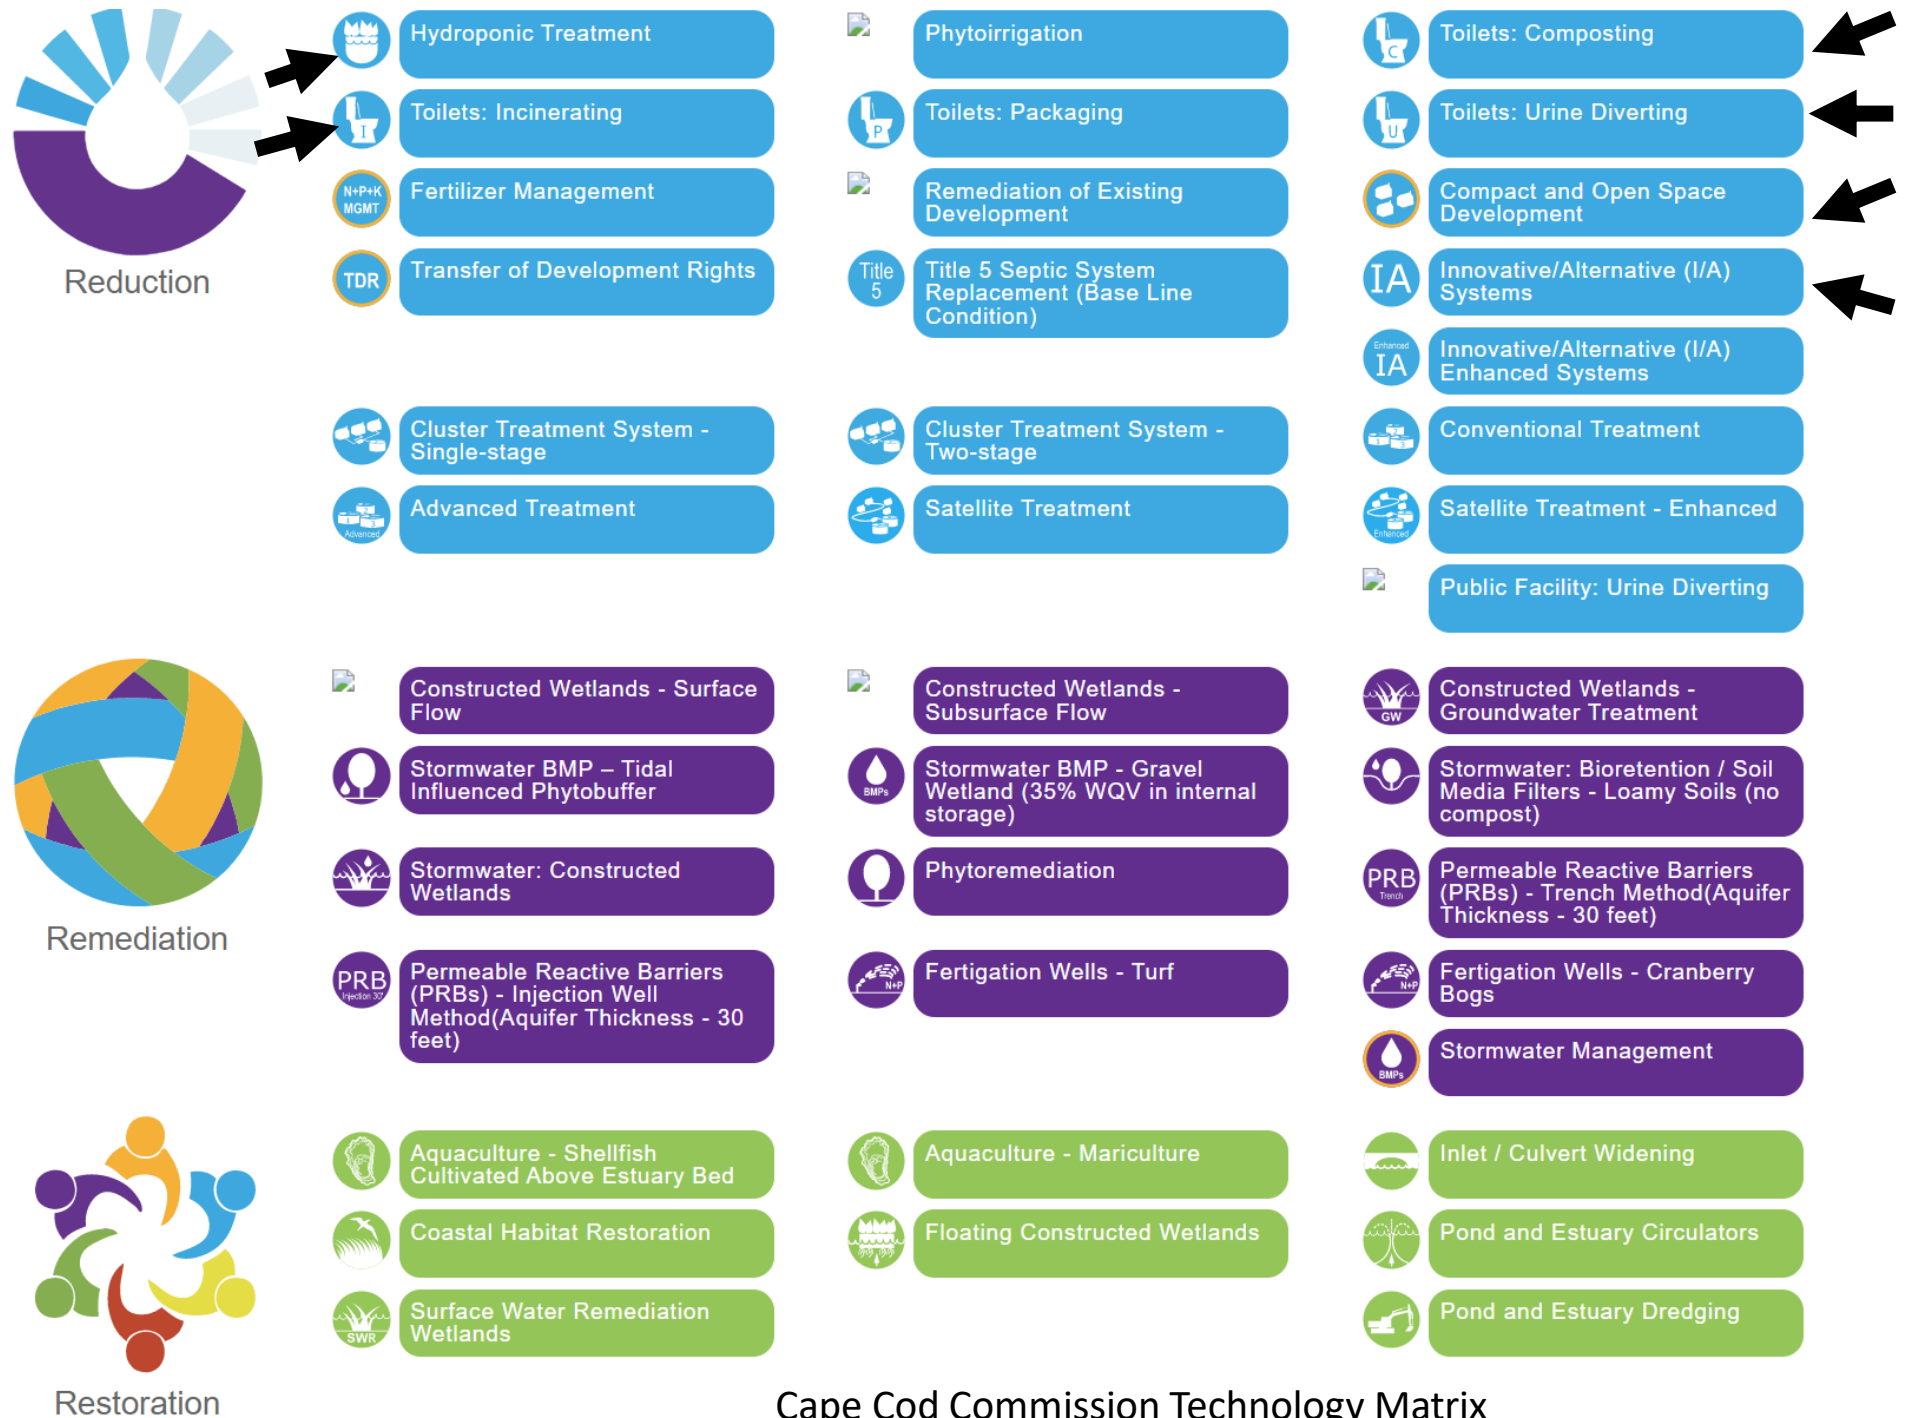 Hydroponic Treatment
Phytoirrigation
C
Toilets: Composting
I
Toilets: Incinerating
P
Toilets: Packaging
U
Toilets: Urine Diverting
N+P+K
MGMT
Fertilizer Management
Remediation of Existing
Development
Compact and Open Space
Development
Reduction
TDR
Transfer of Development Rights
Title
5
Title 5 Septic System
Replacement (Base Line
Condition)
IA
Innovative/Alternative (I/A)
Systems
Enhanced
IA
Innovative/Alternative (I/A)
Enhanced Systems
Cluster Treatment System -
Single-stage
Cluster Treatment System -
Two-stage
Conventional Treatment
Advanced
Advanced Treatment
Satellite Treatment
Enhanced
Satellite Treatment - Enhanced
Public Facility: Urine Diverting
Remediation
Constructed Wetlands - Surface
Flow
Constructed Wetlands -
Subsurface Flow
GW
Constructed Wetlands -
Groundwater Treatment
Stormwater BMP – Tidal
Influenced Phytobuffer
BMPs
Stormwater BMP - Gravel
Wetland (35% WQV in internal
storage)
Stormwater: Bioretention / Soil
Media Filters - Loamy Soils (no
compost)
Stormwater: Constructed
Wetlands
Phytoremediation
PRB
Trench
Permeable Reactive Barriers
(PRBs) - Trench Method(Aquifer
Thickness - 30 feet)
PRB
Injection 30'
Permeable Reactive Barriers
(PRBs) - Injection Well
Method(Aquifer Thickness - 30
feet)
N+P
Fertigation Wells - Turf
N+P
Fertigation Wells - Cranberry
Bogs
BMPs
Stormwater Management
Restoration
Aquaculture - Shellfish
Cultivated Above Estuary Bed
Aquaculture - Mariculture
Inlet / Culvert Widening
Coastal Habitat Restoration
Floating Constructed Wetlands
Pond and Estuary Circulators
SWR
Surface Water Remediation
Wetlands
Pond and Estuary Dredging
Cape Cod Commission Technology Matrix